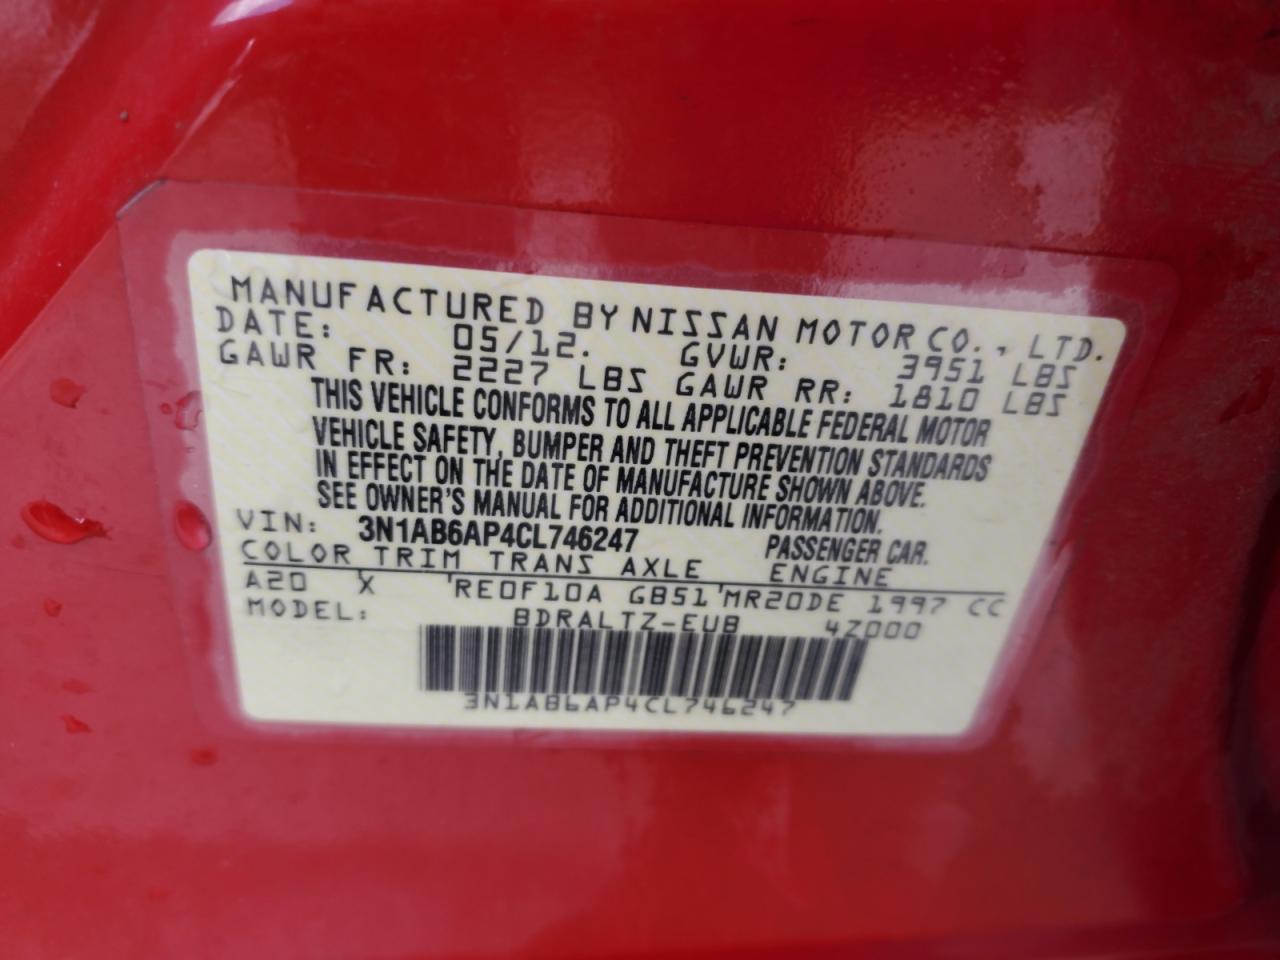 MANUFACTURED BY NISSAN MOTOR CO., LTD.
DATE: 05/12. GVWR: 3951 LBS
GAWR FR: 2227 LBS GAWR RR: 1810 LBS
THIS VEHICLE CONFORMS TO ALL APPLICABLE FEDERAL MOTOR
VEHICLE SAFETY, BUMPER AND THEFT PREVENTION STANDARDS
IN EFFECT ON THE DATE OF MANUFACTURE SHOWN ABOVE.
SEE OWNER'S MANUAL FOR ADDITIONAL INFORMATION.
VIN: 3N1AB6AP4CL746247 PASSENGER CAR.
COLOR TRIM TRANS AXLE ENGINE
A20 X RE0F10A GB51 MR20DE 1997 CC
MODEL: BDRALTZ-EUB 4Z000
3N1AB6AP4CL746247